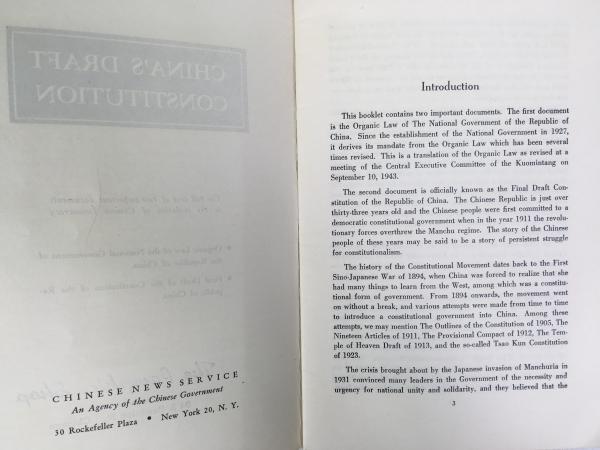 CHINA'S DRAFT
CONSTITUTION
CHINESE NEWS SERVICE
An Agency of the Chinese Government
30 Rockefeller Plaza • New York 20, N. Y.
Introduction
This booklet contains two important documents. The first document
is the Organic Law of The National Government of the Republic of
China. Since the establishment of the National Government in 1927,
it derives its mandate from the Organic Law which has been several
times revised. This is a translation of the Organic Law as revised at a
meeting of the Central Executive Committee of the Kuomintang on
September 10, 1943.
The second document is officially known as the Final Draft Con-
stitution of the Republic of China. The Chinese Republic is just over
thirty-three years old and the Chinese people were first committed to a
democratic constitutional government when in the year 1911 the revolu-
tionary forces overthrew the Manchu regime. The story of the Chinese
people of these years may be said to be a story of persistent struggle
for constitutionalism.
The history of the Constitutional Movement dates back to the First
Sino-Japanese War of 1894, when China was forced to realize that she
had many things to learn from the West, among which was a constitu-
tional form of government. From 1894 onwards, the movement went
on without a break, and various attempts were made from time to time
to introduce a constitutional government into China. Among these
attempts, we may mention The Outlines of the Constitution of 1905, The
Nineteen Articles of 1911, The Provisional Compact of 1912, The Tem-
ple of Heaven Draft of 1913, and the so-called Tsao Kun Constitution
of 1923.
The crisis brought about by the Japanese invasion of Manchuria in
1931 convinced many leaders in the Government of the necessity and
urgency for national unity and solidarity, and they believed that the
3